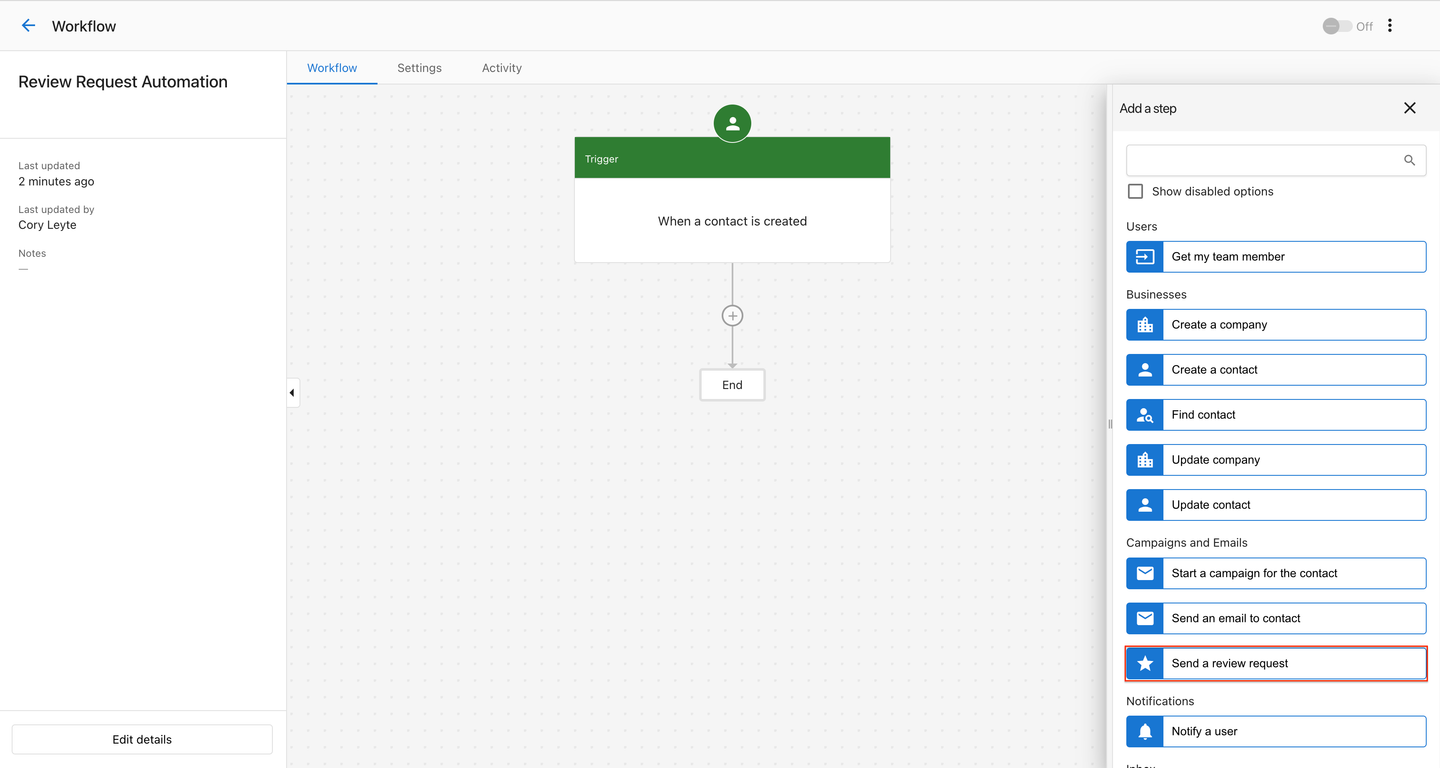 Workflow
Off
Review Request Automation
Last updated
2 minutes ago
Last updated by
Cory Leyte
Notes
—
Edit details
Workflow Settings Activity
Trigger
When a contact is created
End
Add a step
Show disabled options
Users
Get my team member
Businesses
Create a company
Create a contact
Find contact
Update company
Update contact
Campaigns and Emails
Start a campaign for the contact
Send an email to contact
Send a review request
Notifications
Notify a user
Inbox